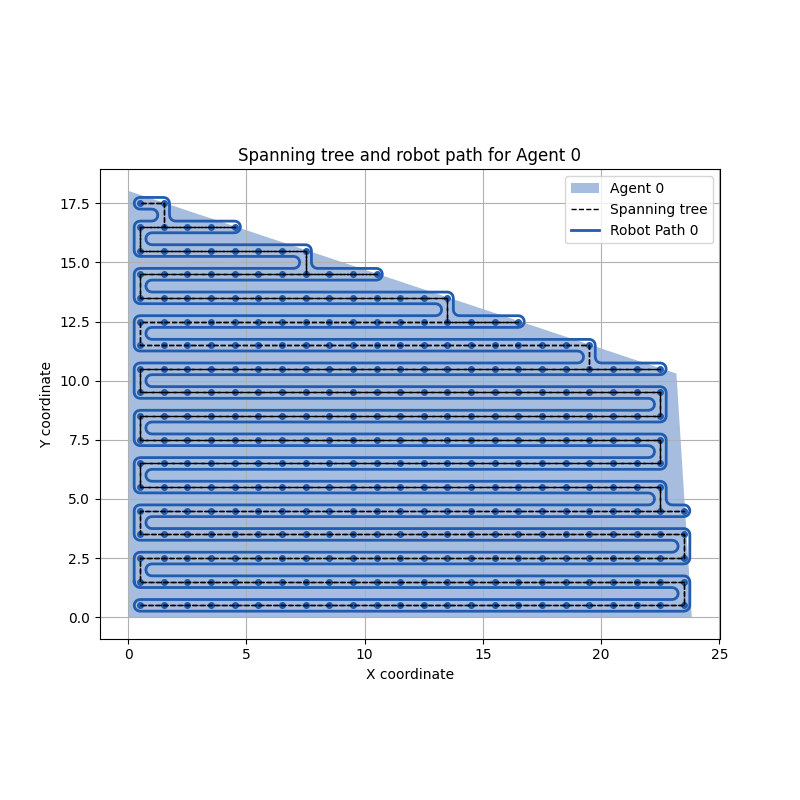 Spanning tree and robot path for Agent 0
Agent 0
Spanning tree
Robot Path 0
17.5
15.0
12.5
10.0
7.5
5.0
2.5
0.0
Y coordinate
0 5 10 15 20 25
X coordinate